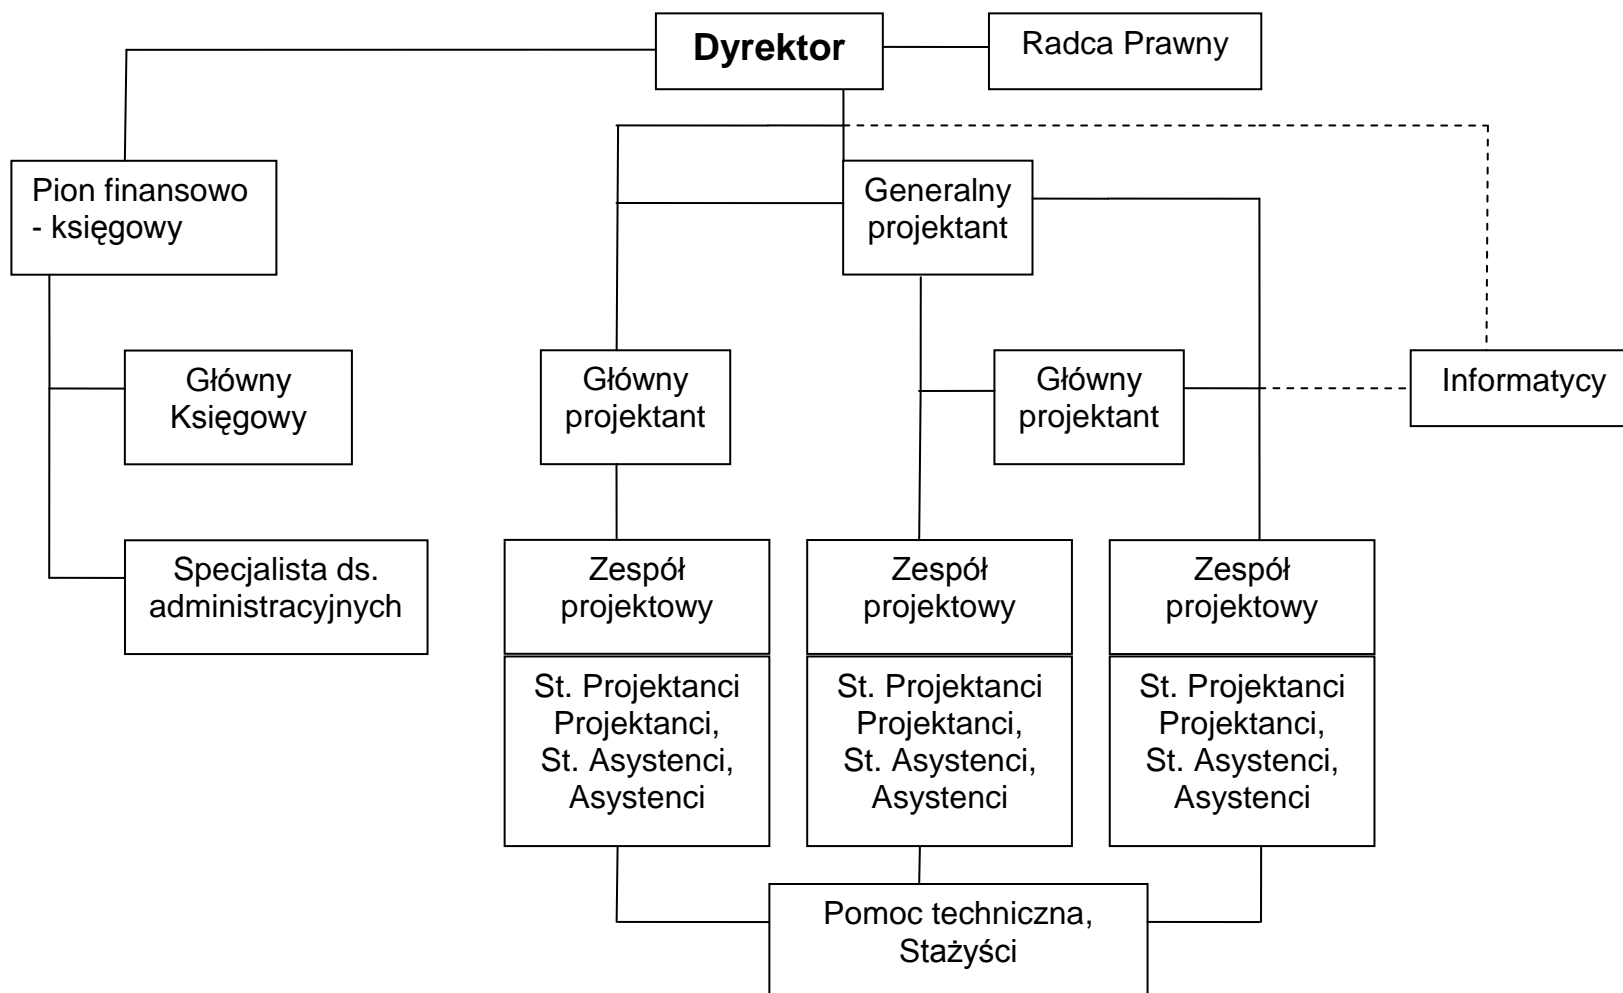 Dyrektor
Radca Prawny
Pion finansowo
- księgowy
Generalny
projektant
Główny
Księgowy
Główny
projektant
Główny
projektant
Informatycy
Specjalista ds.
administracyjnych
Zespół
projektowy
Zespół
projektowy
Zespół
projektowy
St. Projektanci
Projektanci,
St. Asystenci,
Asystenci
St. Projektanci
Projektanci,
St. Asystenci,
Asystenci
St. Projektanci
Projektanci,
St. Asystenci,
Asystenci
Pomoc techniczna,
Stażyści